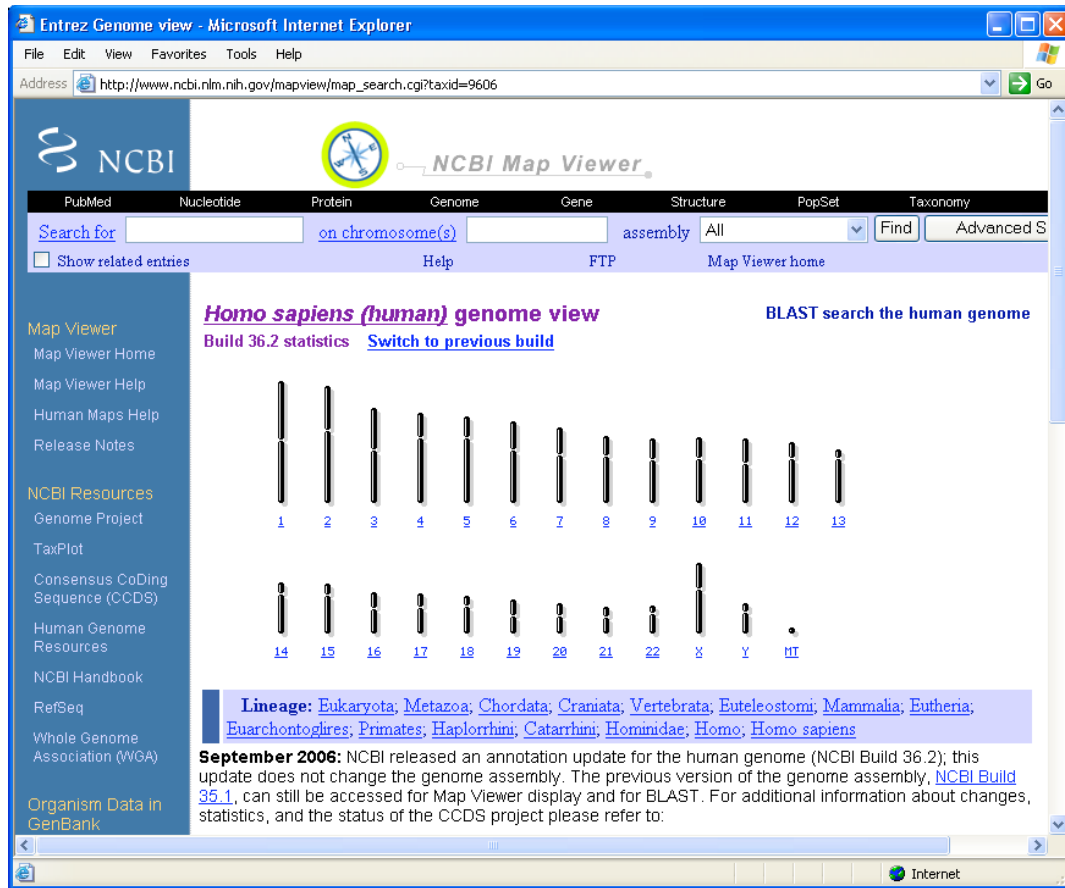 Entrez Genome view - Microsoft Internet Explorer
File Edit View Favorites Tools Help
Address http://www.ncbi.nlm.nih.gov/mapview/map_search.cgi?taxid=9606 Go
NCBI
N E S W
NCBI Map Viewer
PubMed Nucleotide Protein Genome Gene Structure PopSet Taxonomy
Search for on chromosome(s) assembly All Find Advanced S
Show related entries Help FTP Map Viewer home
Map Viewer
Map Viewer Home
Map Viewer Help
Human Maps Help
Release Notes
NCBI Resources
Genome Project
TaxPlot
Consensus CoDing
Sequence (CCDS)
Human Genome
Resources
NCBI Handbook
RefSeq
Whole Genome
Association (WGA)
Organism Data in
GenBank
Homo sapiens (human) genome view
BLAST search the human genome
Build 36.2 statistics Switch to previous build
1 2 3 4 5 6 7 8 9 10 11 12 13
14 15 16 17 18 19 20 21 22 X Y MT
Lineage: Eukaryota; Metazoa; Chordata; Craniata; Vertebrata; Euteleostomi; Mammalia; Eutheria;
Euarchontoglires; Primates; Haplorrhini; Catarrhini; Hominidae; Homo; Homo sapiens
September 2006: NCBI released an annotation update for the human genome (NCBI Build 36.2); this
update does not change the genome assembly. The previous version of the genome assembly, NCBI Build
35.1, can still be accessed for Map Viewer display and for BLAST. For additional information about changes,
statistics, and the status of the CCDS project please refer to:
Internet